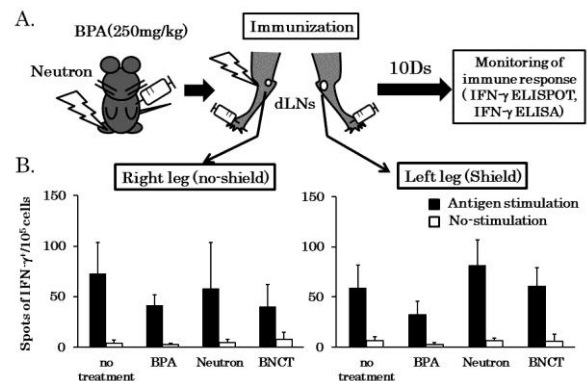 A.
BPA(250mg/kg)
Neutron
Immunization
dLNs
10Ds
Monitoring of
immune response
( IFN-γ ELISPOT,
IFN-γ ELISA)
B.
Right leg (no-shield)
Left leg (Shield)
Antigen stimulation
No-stimulation
Spots of IFN-γ⁺/10⁵ cells
150
100
50
0
no
treatment
BPA
Neutron
BNCT
150
100
50
0
no
treatment
BPA
Neutron
BNCT